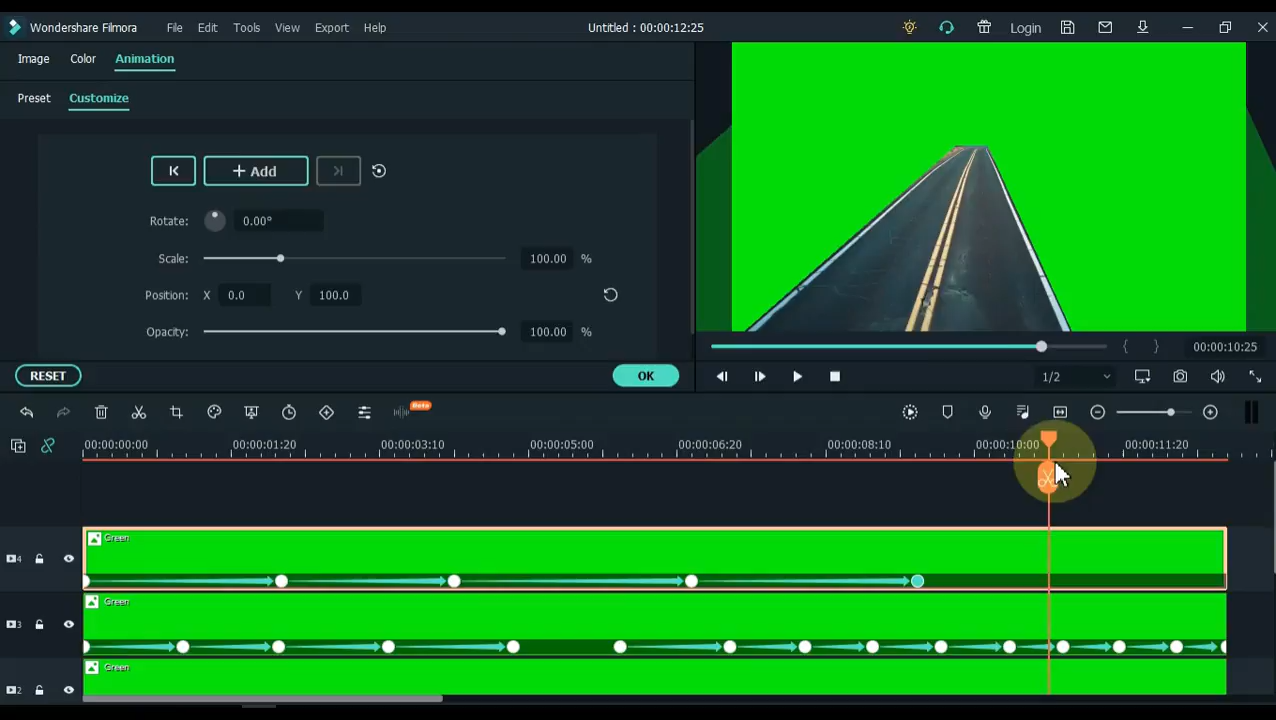 Wondershare Filmora File Edit Tools View Export Help Untitled : 00:00:12:25 Login
Image Color Animation
Preset Customize
+ Add
Rotate: 0.00°
Scale: 100.00 %
Position: X 0.0 Y 100.0
Opacity: 100.00 %
{ } 00:00:10:25
RESET OK 1/2
Beta
00:00:00:00 00:00:01:20 00:00:03:10 00:00:05:00 00:00:06:20 00:00:08:10 00:00:10:00 00:00:11:20
Green
4
Green
3
Green
2